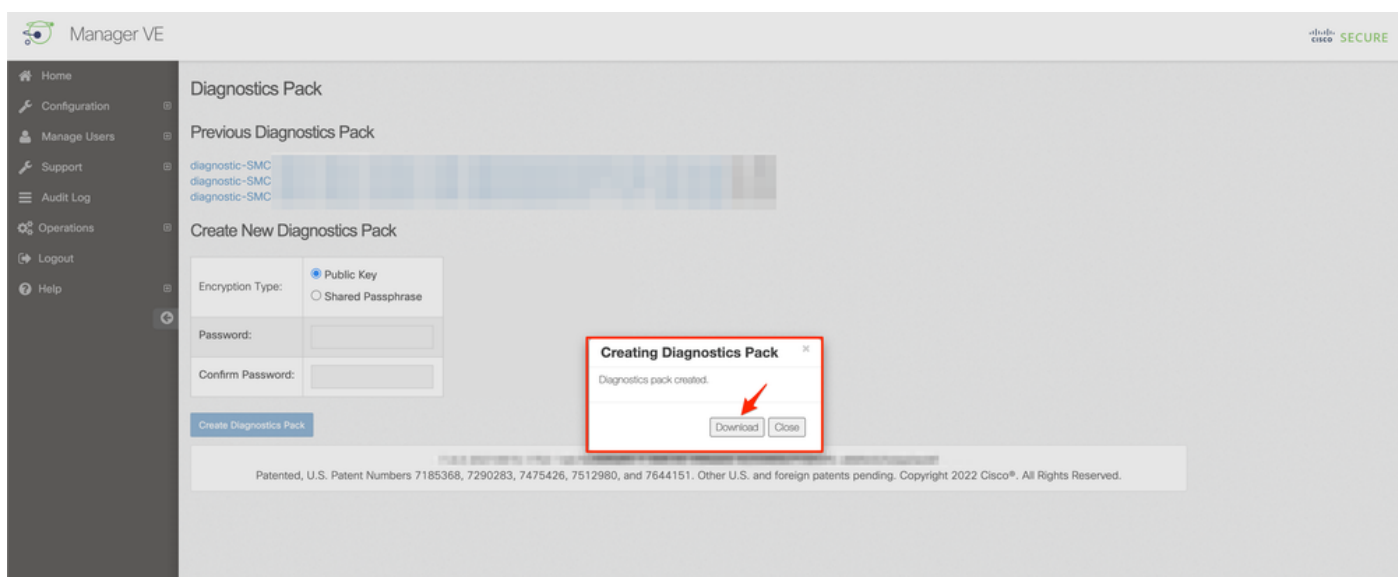 Manager VE
cisco SECURE
Home
Configuration
Manage Users
Support
Audit Log
Operations
Logout
Help
Diagnostics Pack
Previous Diagnostics Pack
diagnostic-SMC
diagnostic-SMC
diagnostic-SMC
Create New Diagnostics Pack
Encryption Type:
Public Key
Shared Passphrase
Password:
Confirm Password:
Create Diagnostics Pack
Creating Diagnostics Pack ×
Diagnostics pack created.
Download Close
Patented, U.S. Patent Numbers 7185368, 7290283, 7475426, 7512980, and 7644151. Other U.S. and foreign patents pending. Copyright 2022 Cisco®. All Rights Reserved.